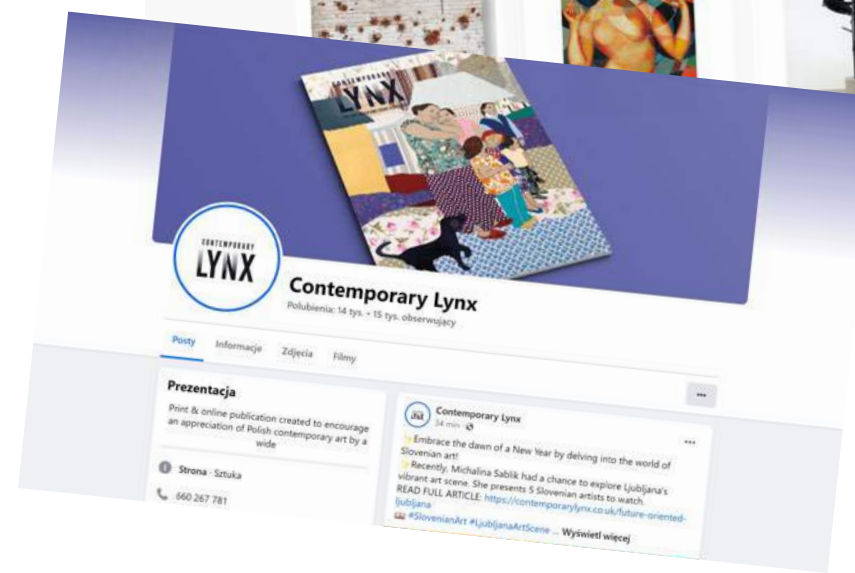 CONTEMPORARY
LYNX
CONTEMPORARY
LYNX
Contemporary Lynx
Polubienia: 14 tys. • 15 tys. obserwujący
Posty
Informacje
Zdjęcia
Filmy
Prezentacja
Print & online publication created to encourage
an appreciation of Polish contemporary art by a
wide
Strona · Sztuka
660 267 781
Contemporary Lynx
54 min ·
✨Embrace the dawn of a New Year by delving into the world of
Slovenian art!
✨Recently, Michalina Sablik had a chance to explore Ljubljana's
vibrant art scene. She presents 5 Slovenian artists to watch.
READ FULL ARTICLE: https://contemporarylynx.co.uk/future-oriented-
ljubljana
📖 #SlovenianArt #LjubljanaArtScene ... Wyświetl więcej